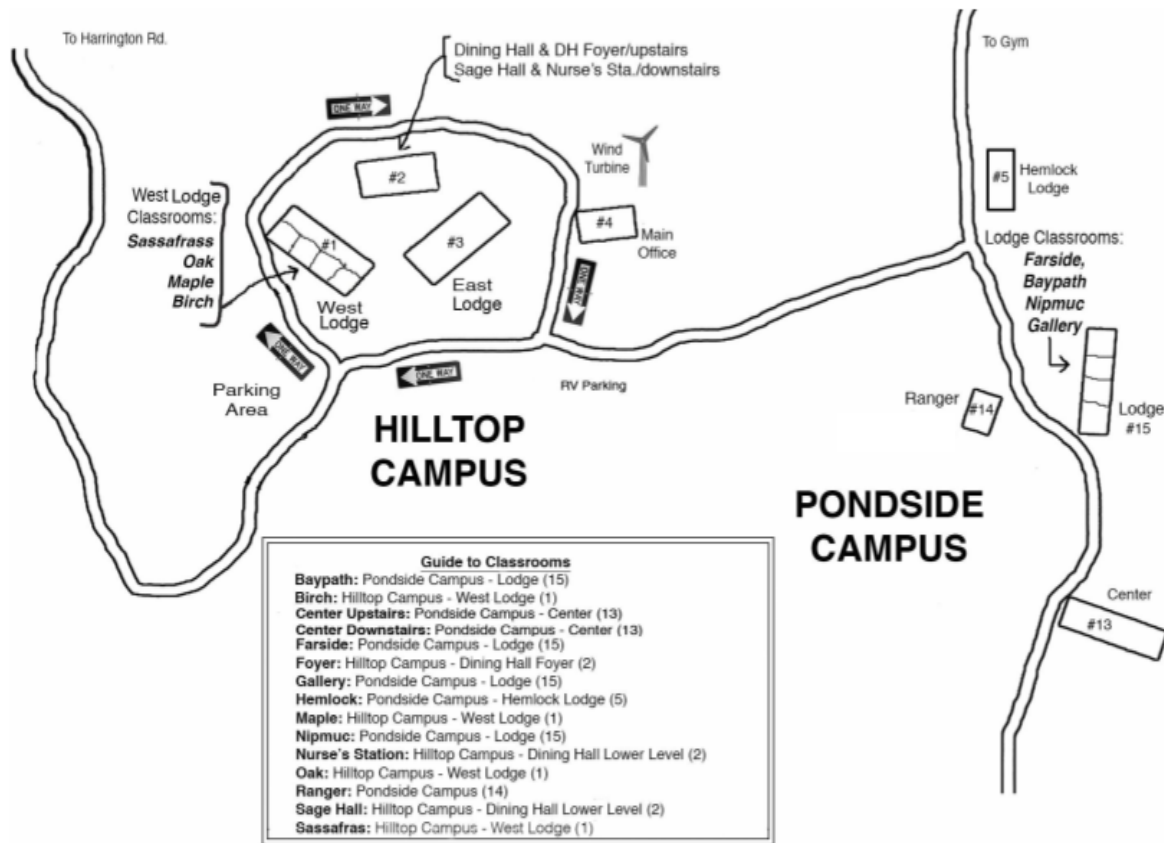 To Harrington Rd.
Dining Hall & DH Foyer/upstairs
Sage Hall & Nurse's Sta./downstairs
To Gym
ONE WAY
Wind
Turbine
#5
Hemlock
Lodge
#2
West Lodge
Classrooms:
Sassafrass
Oak
Maple
Birch
#1
#3
#4
Main
Office
Lodge Classrooms:
Farside,
Baypath
Nipmuc
Gallery
East
Lodge
West
Lodge
ONE WAY
ONE WAY
ONE WAY
Parking
Area
RV Parking
Ranger
#14
Lodge
#15
HILLTOP
CAMPUS
PONDSIDE
CAMPUS
Center
#13
Guide to Classrooms
Baypath: Pondside Campus - Lodge (15)
Birch: Hilltop Campus - West Lodge (1)
Center Upstairs: Pondside Campus - Center (13)
Center Downstairs: Pondside Campus - Center (13)
Farside: Pondside Campus - Lodge (15)
Foyer: Hilltop Campus - Dining Hall Foyer (2)
Gallery: Pondside Campus - Lodge (15)
Hemlock: Pondside Campus - Hemlock Lodge (5)
Maple: Hilltop Campus - West Lodge (1)
Nipmuc: Pondside Campus - Lodge (15)
Nurse's Station: Hilltop Campus - Dining Hall Lower Level (2)
Oak: Hilltop Campus - West Lodge (1)
Ranger: Pondside Campus (14)
Sage Hall: Hilltop Campus - Dining Hall Lower Level (2)
Sassafras: Hilltop Campus - West Lodge (1)